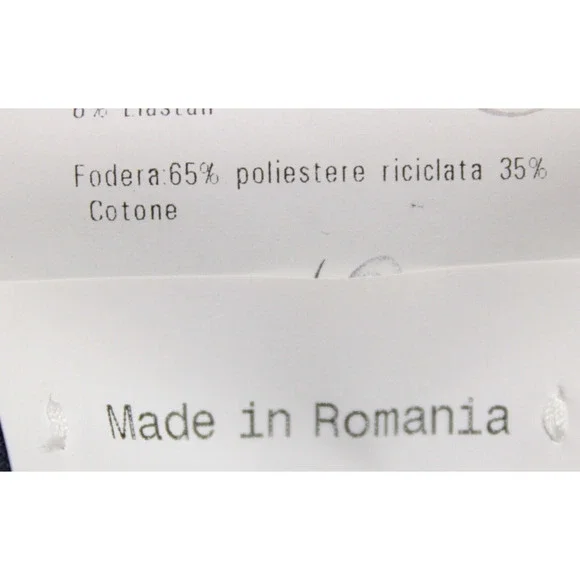 Fodera:65% poliestere riciclata 35%
Cotone
Made in Romania